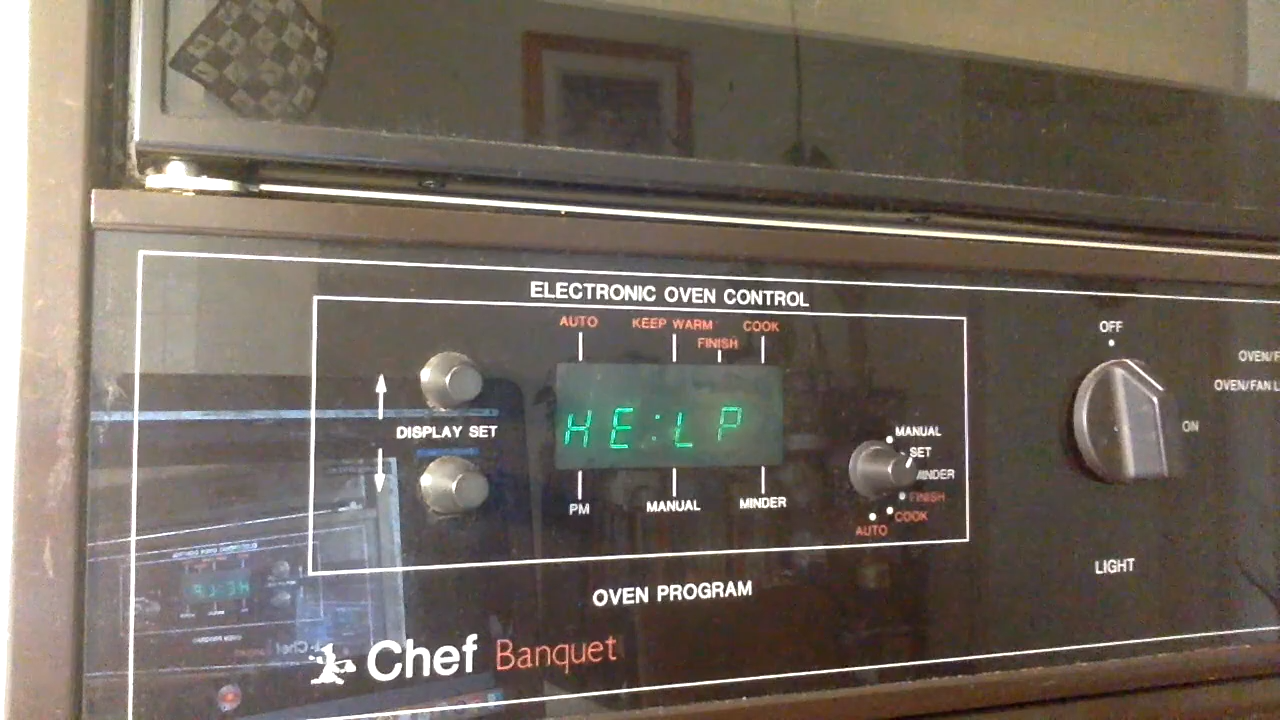 ELECTRONIC OVEN CONTROL
AUTO KEEP WARM COOK
FINISH
HE:LP
DISPLAY SET
PM MANUAL MINDER
MANUAL
SET
MINDER
FINISH
COOK
AUTO
OVEN PROGRAM
Chef Banquet
OFF
OVEN/F
OVEN/FAN L
ON
LIGHT